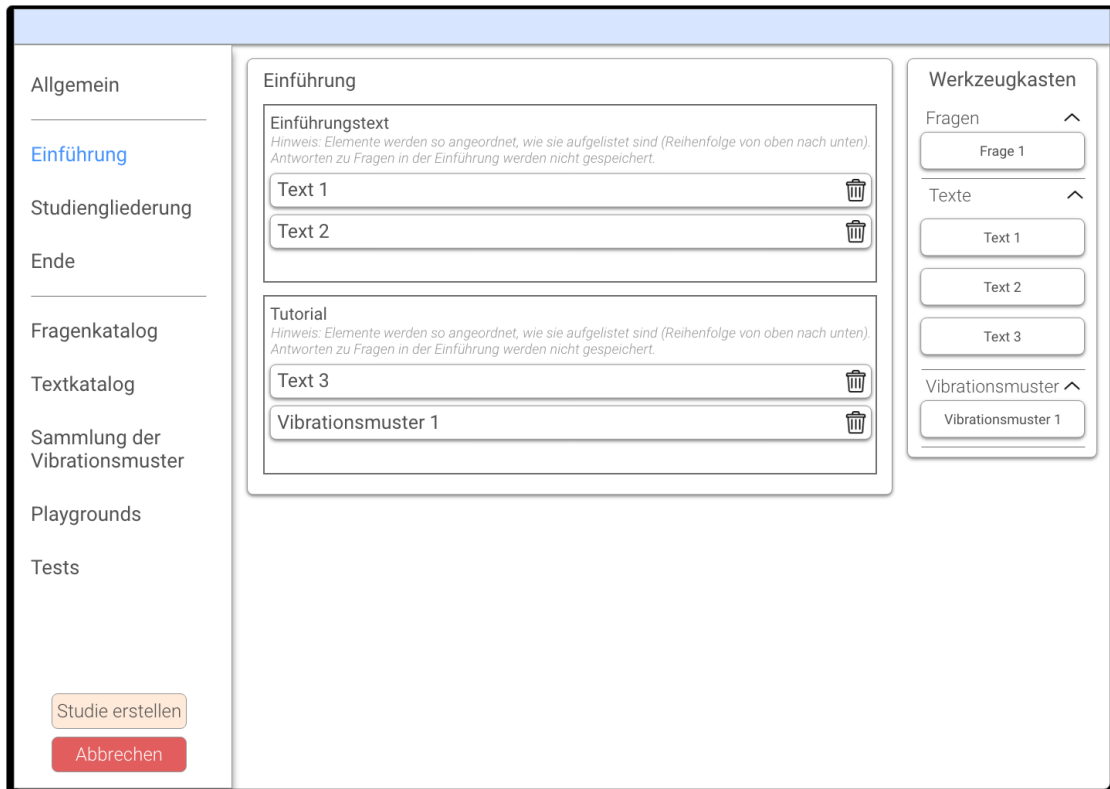 Allgemein
Einführung
Studiengliederung
Ende
Fragenkatalog
Textkatalog
Sammlung der
Vibrationsmuster
Playgrounds
Tests
Studie erstellen
Abbrechen
Einführung
Einführungstext
Hinweis: Elemente werden so angeordnet, wie sie aufgelistet sind (Reihenfolge von oben nach unten).
Antworten zu Fragen in der Einführung werden nicht gespeichert.
Text 1
Text 2
Tutorial
Hinweis: Elemente werden so angeordnet, wie sie aufgelistet sind (Reihenfolge von oben nach unten).
Antworten zu Fragen in der Einführung werden nicht gespeichert.
Text 3
Vibrationsmuster 1
Werkzeugkasten
Fragen
Frage 1
Texte
Text 1
Text 2
Text 3
Vibrationsmuster
Vibrationsmuster 1